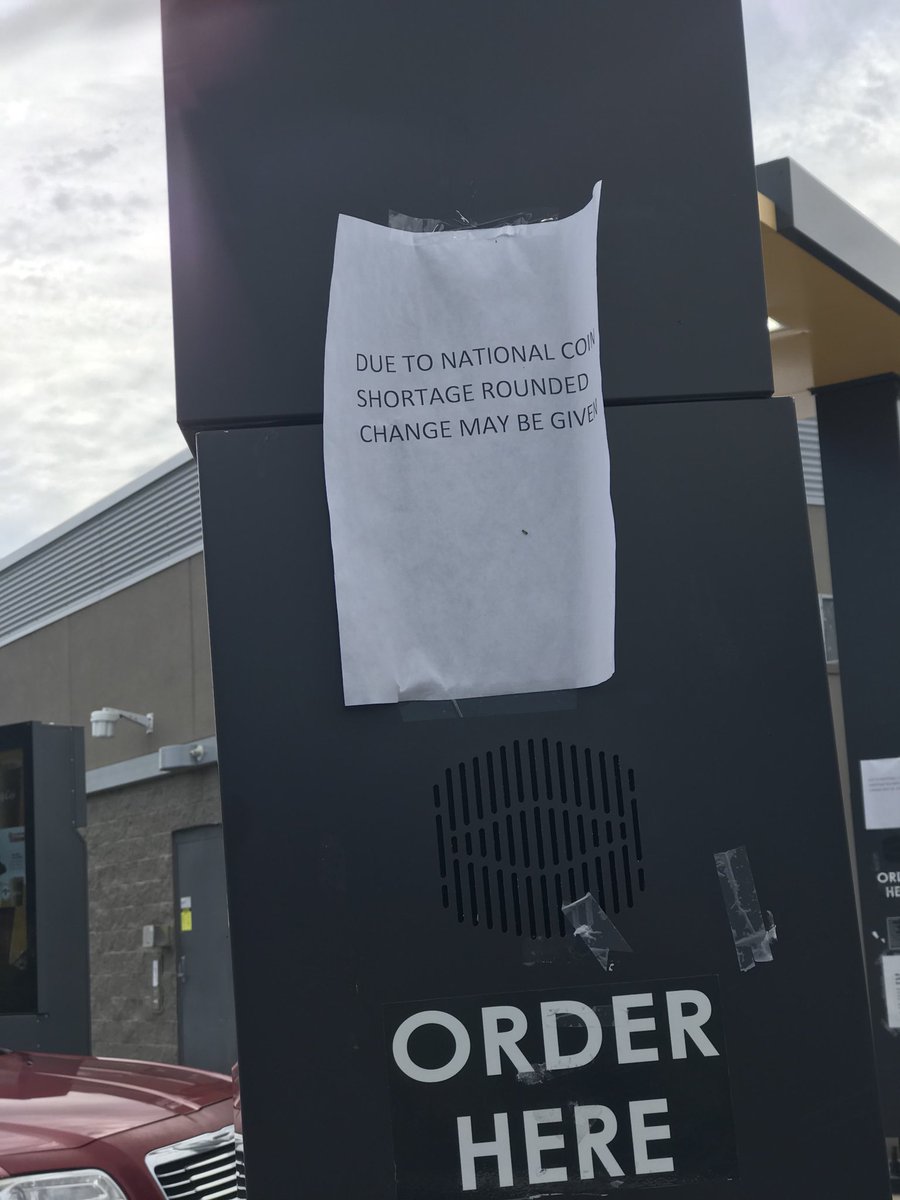 DUE TO NATIONAL COIN
SHORTAGE ROUNDED
CHANGE MAY BE GIVEN
ORDER
HERE